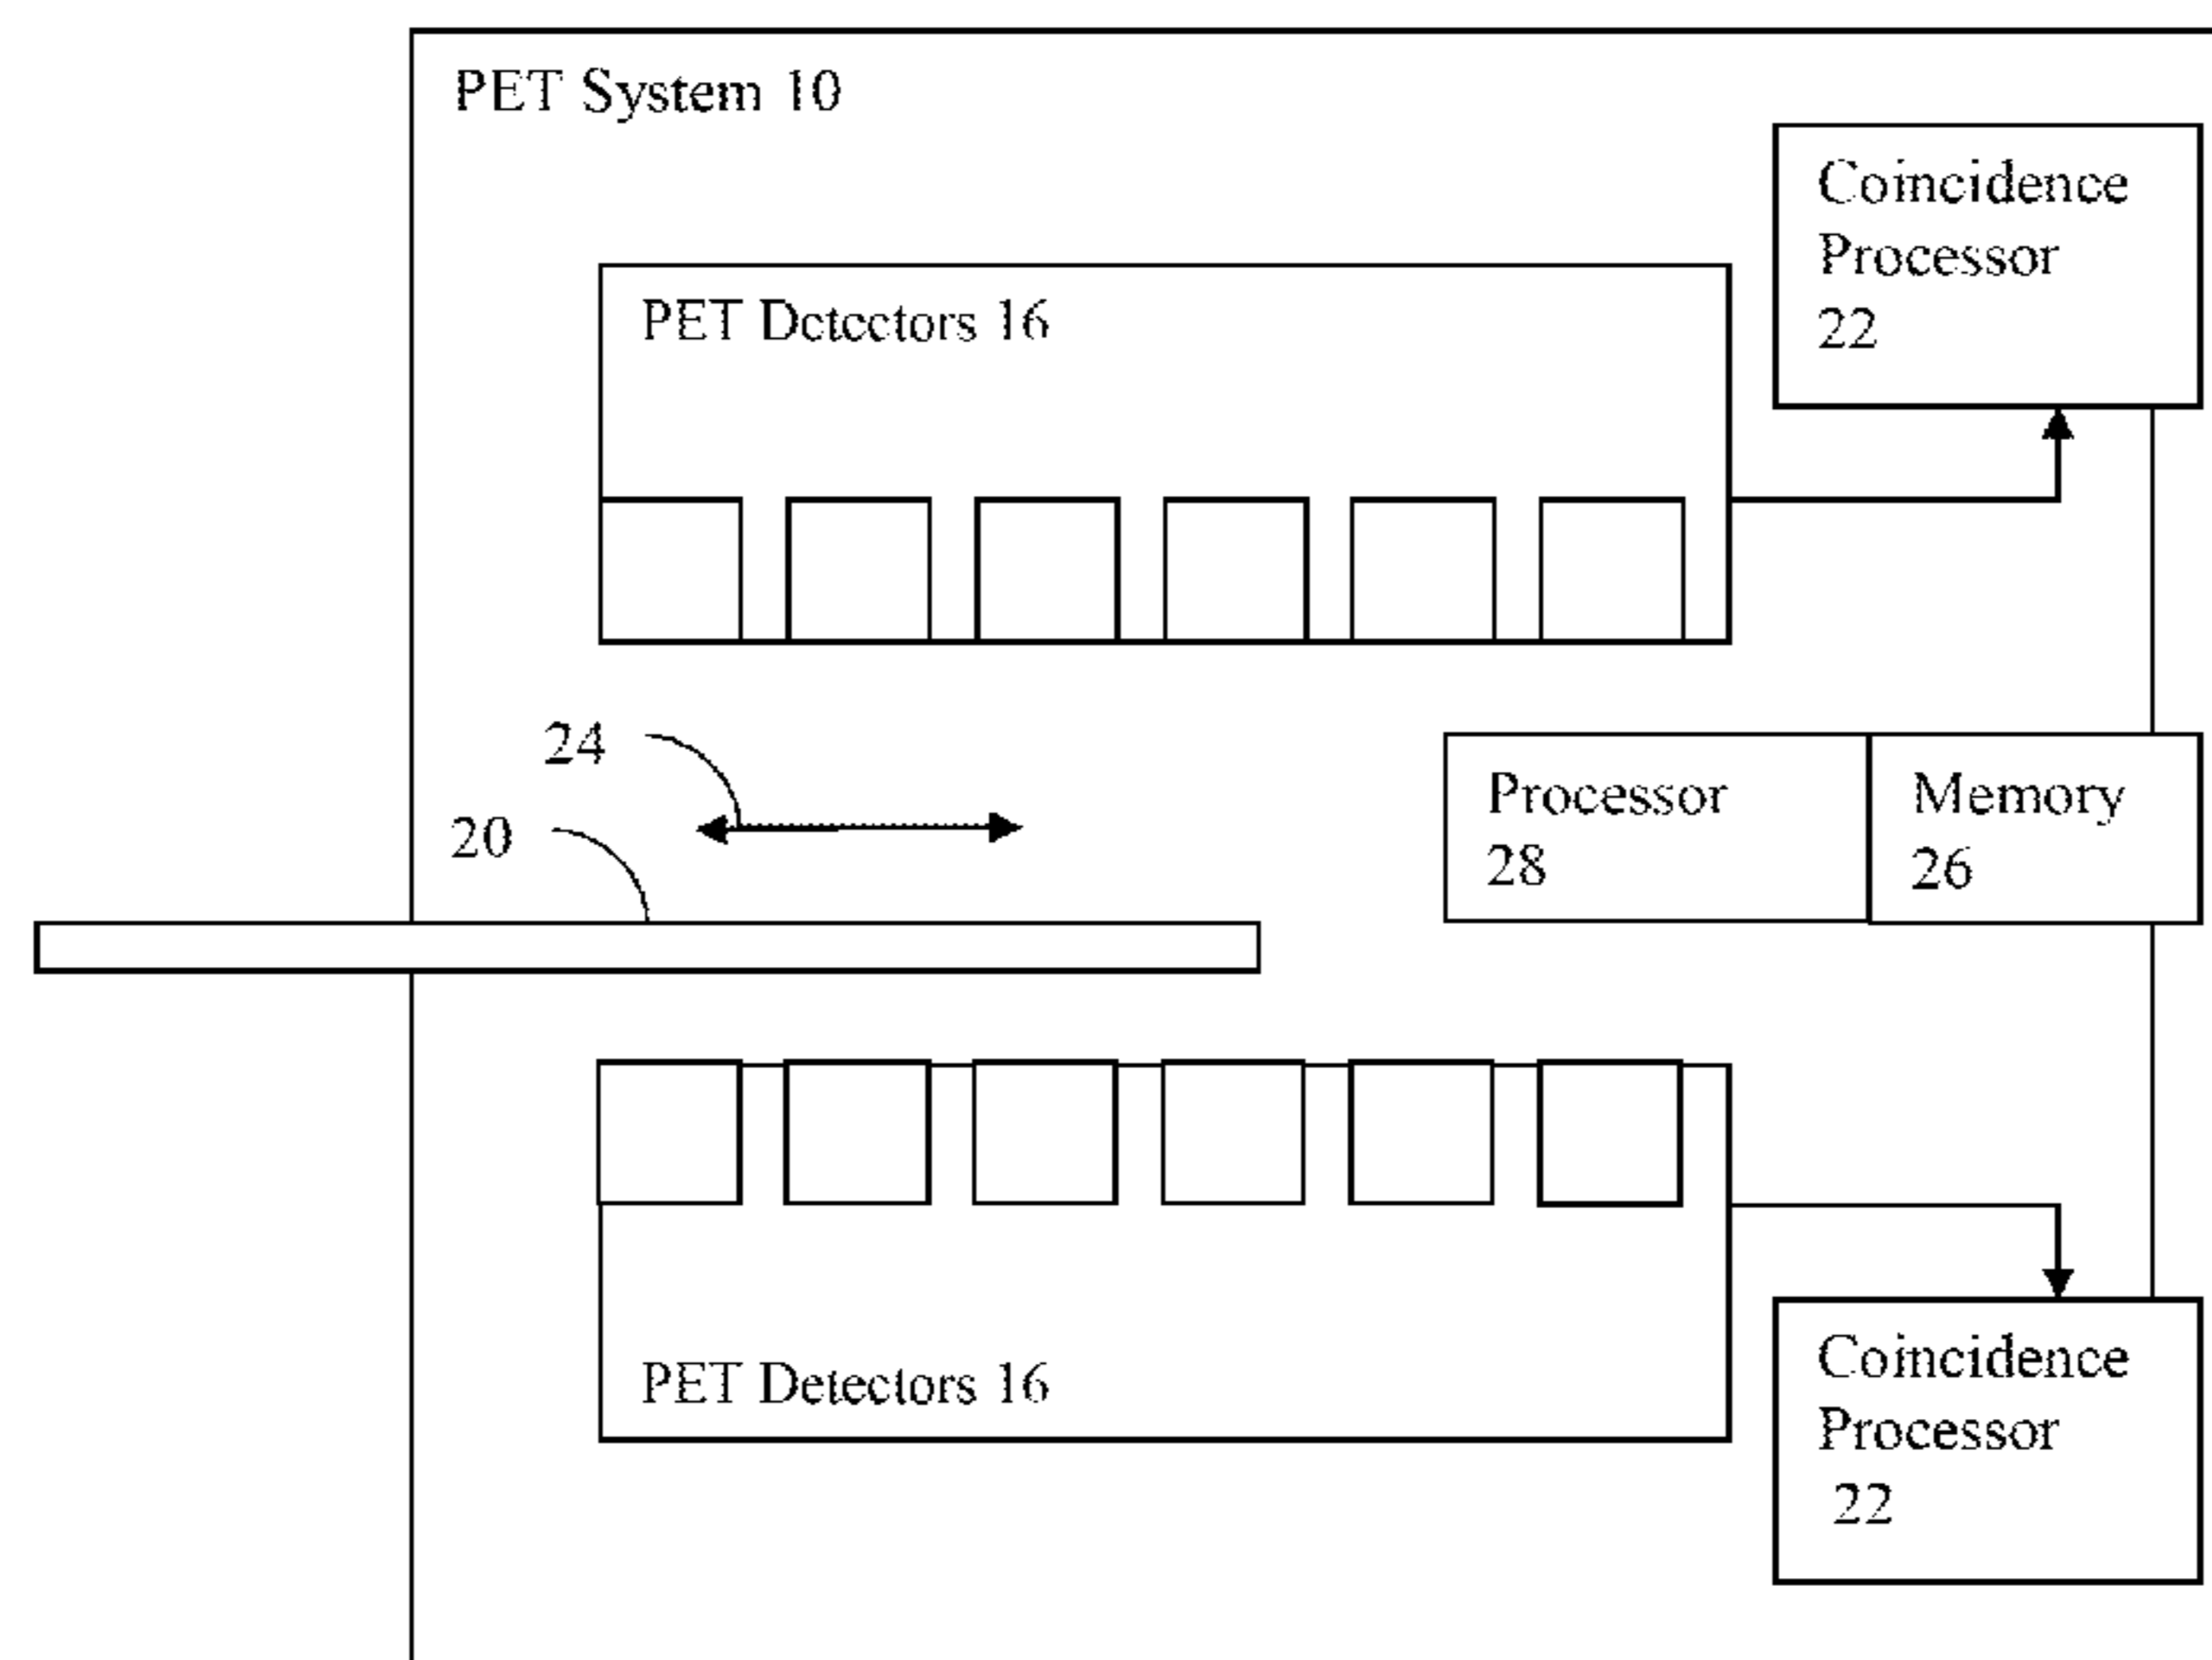 PET System 10
Coincidence
Processor
22
PET Detectors 16
24
20
Processor
28
Memory
26
PET Detectors 16
Coincidence
Processor
22